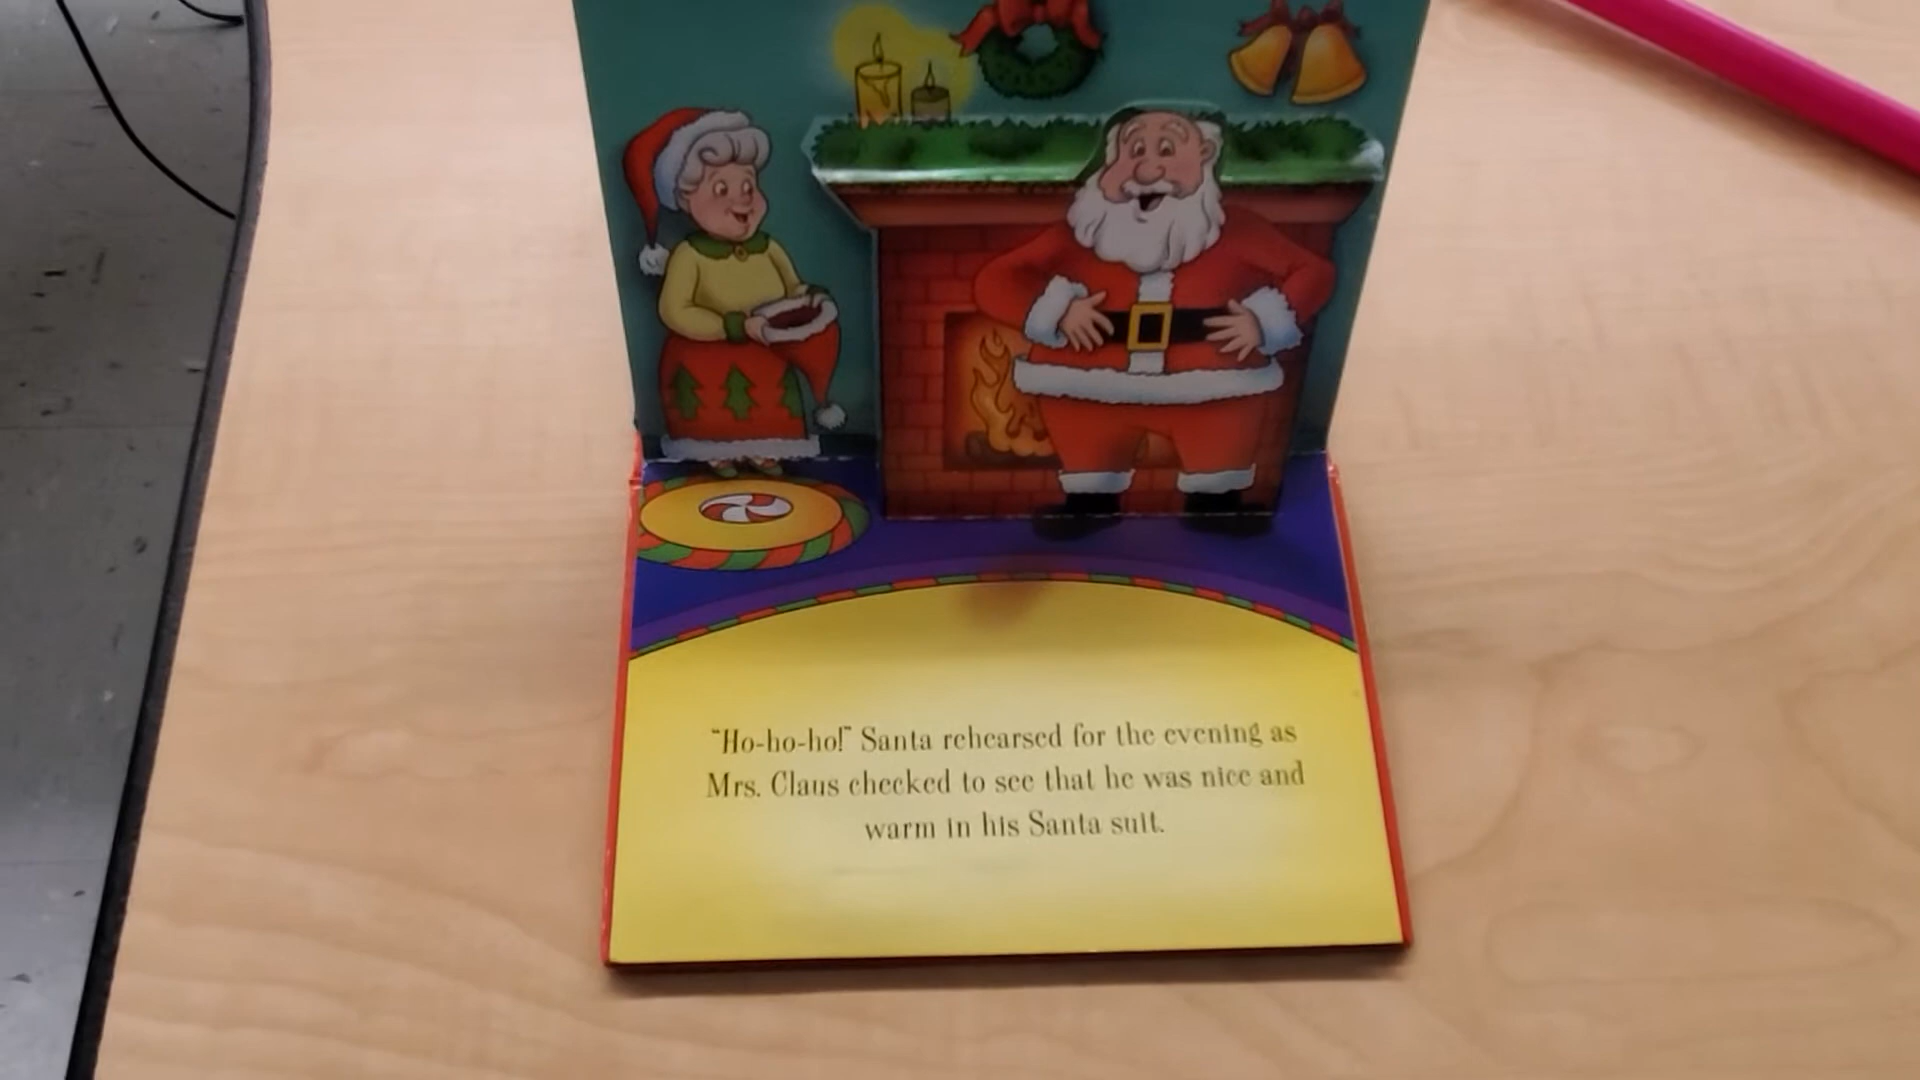 "Ho-ho-ho!" Santa rehearsed for the evening as
Mrs. Claus checked to see that he was nice and
warm in his Santa suit.